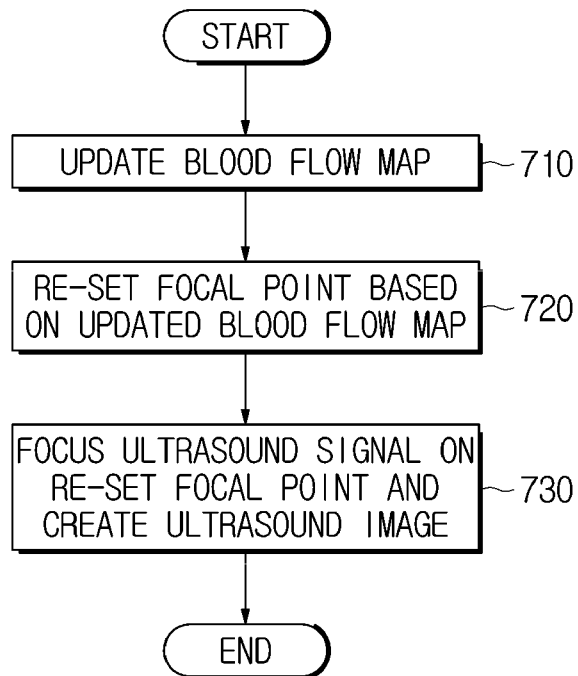 START
UPDATE BLOOD FLOW MAP
710
RE-SET FOCAL POINT BASED
ON UPDATED BLOOD FLOW MAP
720
FOCUS ULTRASOUND SIGNAL ON
RE-SET FOCAL POINT AND
CREATE ULTRASOUND IMAGE
730
END